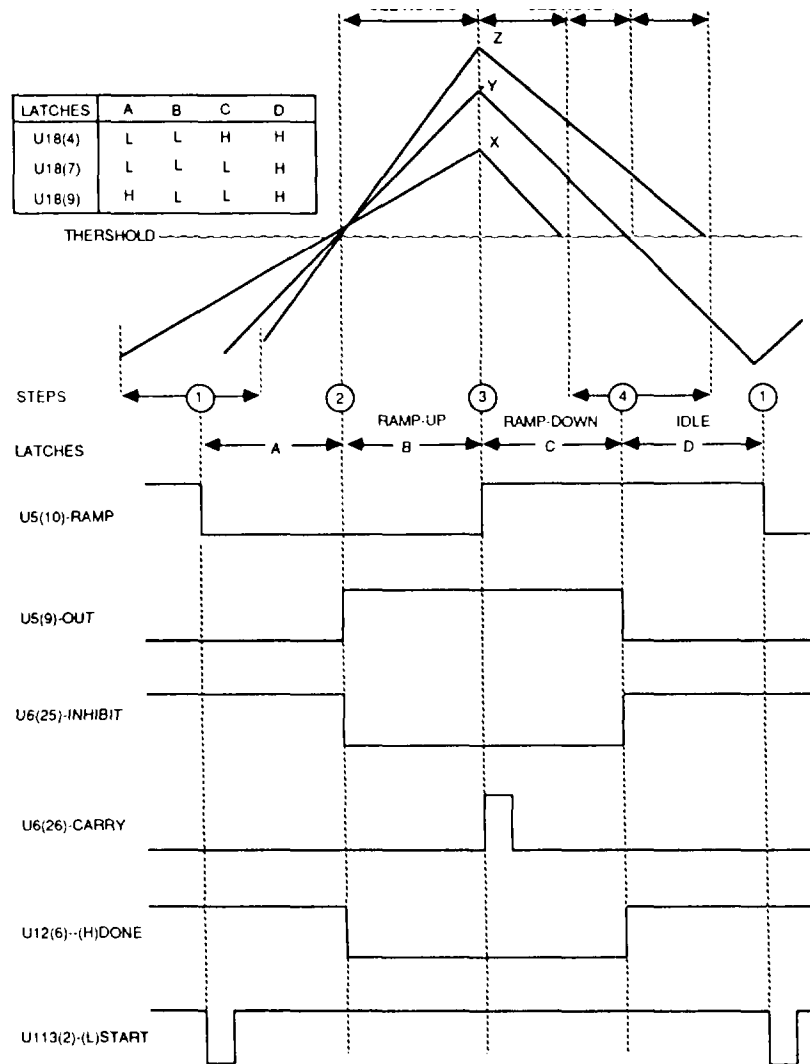 Z
Y
X
LATCHES A B C D
U18(4) L L H H
U18(7) L L L H
U18(9) H L L H
THERSHOLD
STEPS 1 2 3 4 1
RAMP-UP RAMP-DOWN IDLE
LATCHES A B C D
U5(10)-RAMP
U5(9)-OUT
U6(25)-INHIBIT
U6(26)-CARRY
U12(6)--(H)DONE
U113(2)-(L)START